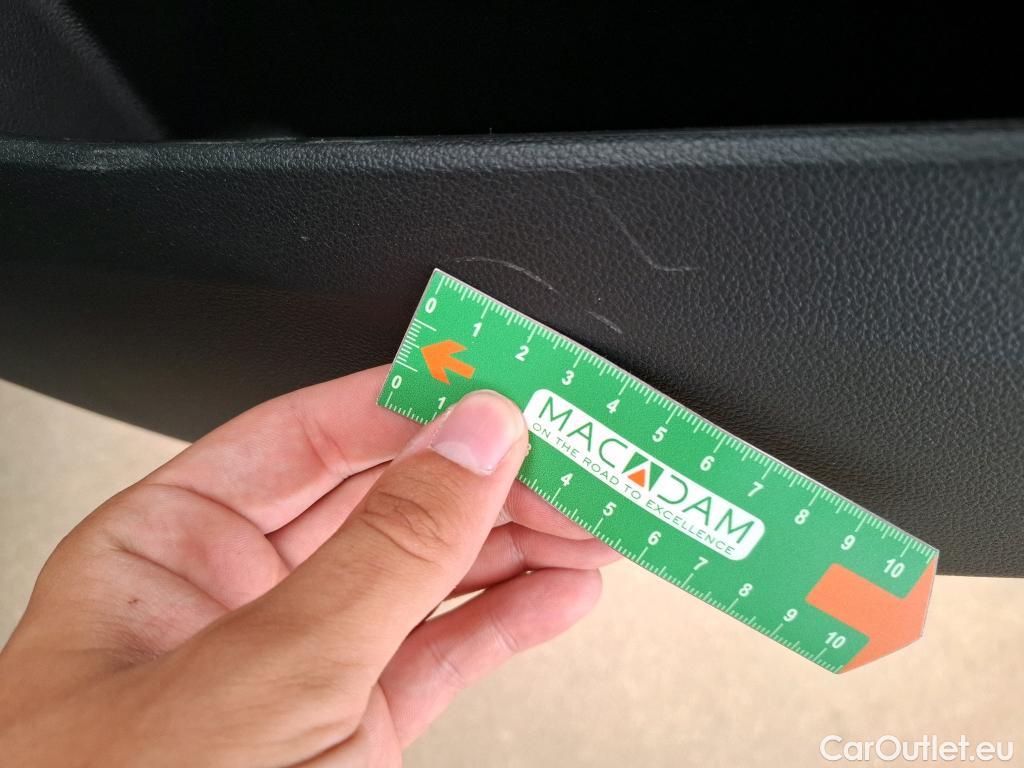 0 1 2 3 4 5 6 7 8 9 10
MACADAM
ON THE ROAD TO EXCELLENCE
0 1 4 5 6 7 8 9 10
CarOutlet.eu